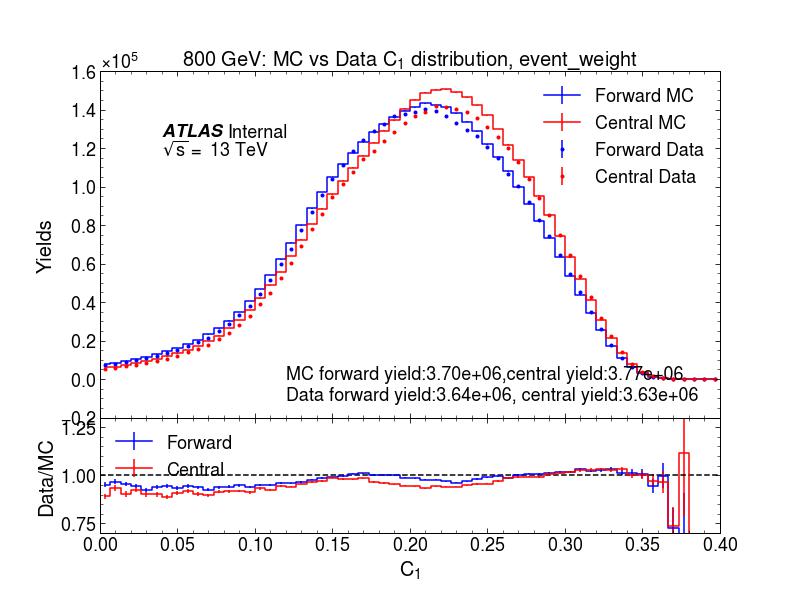 800 GeV: MC vs Data C₁ distribution, event_weight
×10⁵
1.6
1.4
1.2
1.0
0.8
0.6
0.4
0.2
0.0
0.2
Yields
ATLAS Internal
√s = 13 TeV
Forward MC
Central MC
Forward Data
Central Data
MC forward yield:3.70e+06,central yield:3.77e+06
Data forward yield:3.64e+06, central yield:3.63e+06
1.25
1.00
0.75
Data/MC
Forward
Central
0.00 0.05 0.10 0.15 0.20 0.25 0.30 0.35 0.40
C₁